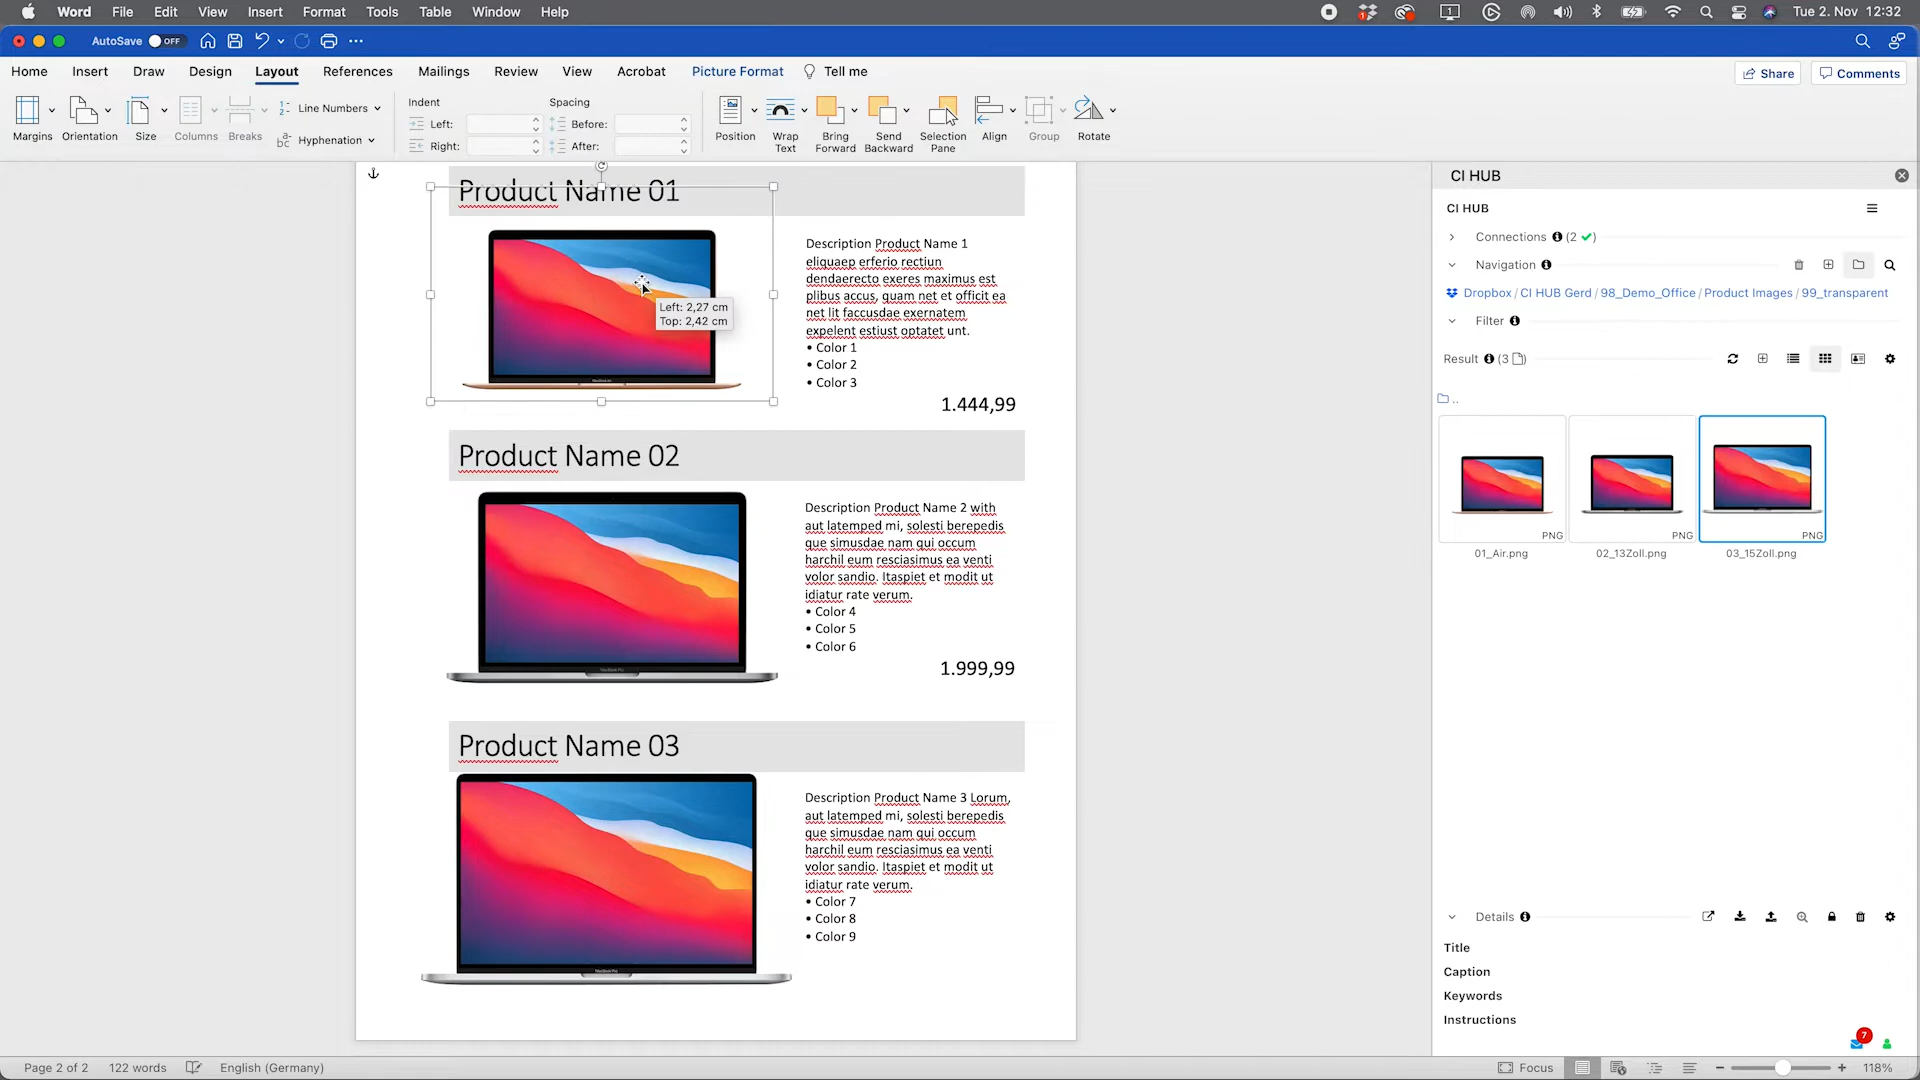 Word File Edit View Insert Format Tools Table Window Help
1 1 Tue 2. Nov 12:32
AutoSave OFF
Home Insert Draw Design Layout References Mailings Review View Acrobat Picture Format Tell me
Share Comments
Margins Orientation Size Columns Breaks
Line Numbers
Hyphenation
Indent
Left:
Right:
Spacing
Before:
After:
Position
Wrap Text
Bring Forward
Send Backward
Selection Pane
Align Group Rotate
Product Name 01
Left: 2,27 cm
Top: 2,42 cm
Description Product Name 1
eliquaep erferio rectiun
dendaerecto exeres maximus est
plibus accus, quam net et officit ea
net lit faccusdae exernatem
expelent estiust optatet unt.
• Color 1
• Color 2
• Color 3
1.444,99
Product Name 02
Description Product Name 2 with
aut latemped mi, solesti berepedis
que simusdae nam qui occum
harchil eum resciasimus ea venti
volor sandio. Itaspiet et modit ut
idiatur rate verum.
• Color 4
• Color 5
• Color 6
1.999,99
Product Name 03
Description Product Name 3 Lorum,
aut latemped mi, solesti berepedis
que simusdae nam qui occum
harchil eum resciasimus ea venti
volor sandio. Itaspiet et modit ut
idiatur rate verum.
• Color 7
• Color 8
• Color 9
CI HUB
CI HUB
Connections (2 ✓)
Navigation
Dropbox / CI HUB Gerd / 98_Demo_Office / Product Images / 99_transparent
Filter
Result (3)
..
PNG PNG PNG
01_Air.png 02_13Zoll.png 03_15Zoll.png
Details
Title
Caption
Keywords
Instructions
7
Page 2 of 2 122 words English (Germany) Focus 118%